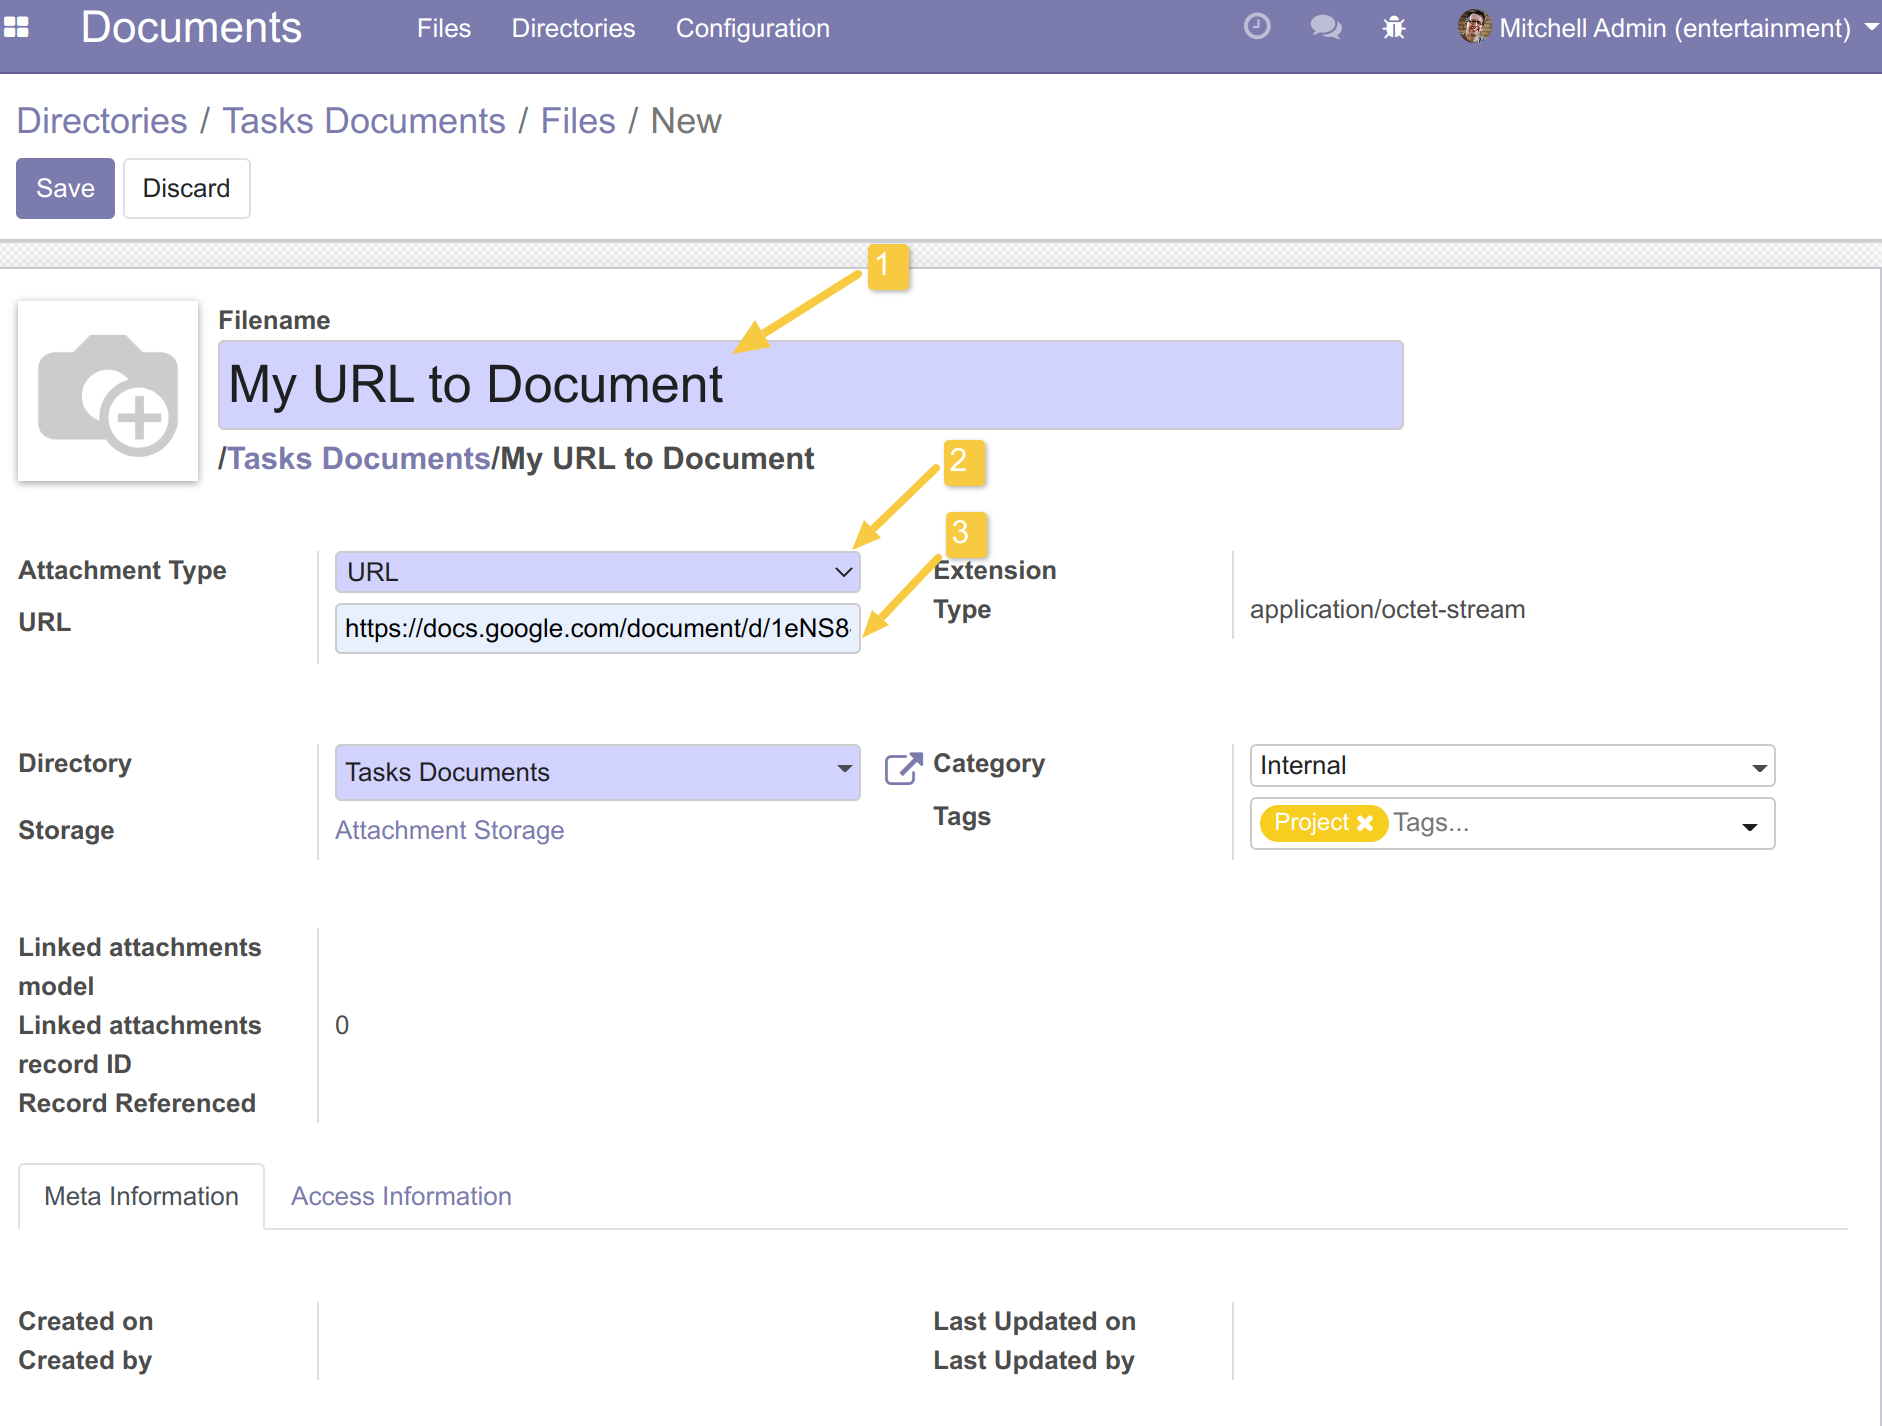 Documents Files Directories Configuration Mitchell Admin (entertainment)
Directories / Tasks Documents / Files / New
Save Discard
1
Filename
My URL to Document
/Tasks Documents/My URL to Document
2
3
Attachment Type URL Extension
URL https://docs.google.com/document/d/1eNS8 Type application/octet-stream
Directory Tasks Documents Category Internal
Storage Attachment Storage Tags Project Tags...
Linked attachments
model
Linked attachments 0
record ID
Record Referenced
Meta Information Access Information
Created on Last Updated on
Created by Last Updated by